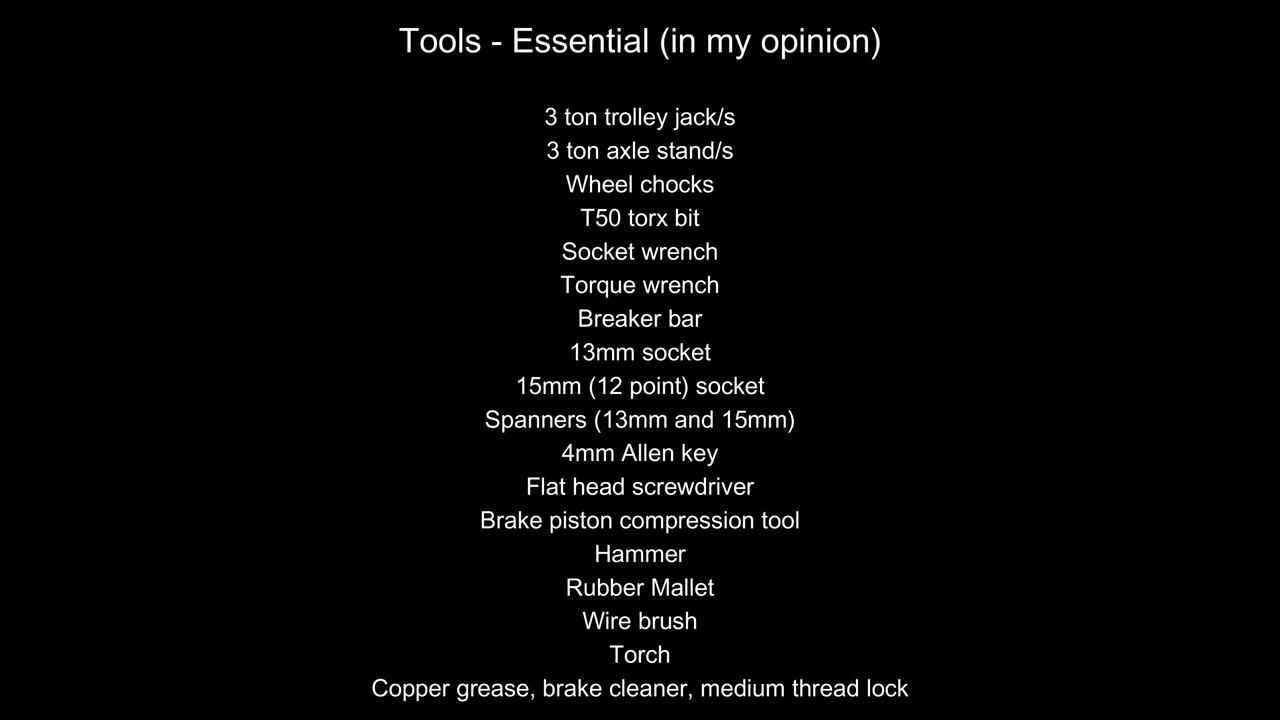 Tools - Essential (in my opinion)
3 ton trolley jack/s
3 ton axle stand/s
Wheel chocks
T50 torx bit
Socket wrench
Torque wrench
Breaker bar
13mm socket
15mm (12 point) socket
Spanners (13mm and 15mm)
4mm Allen key
Flat head screwdriver
Brake piston compression tool
Hammer
Rubber Mallet
Wire brush
Torch
Copper grease, brake cleaner, medium thread lock